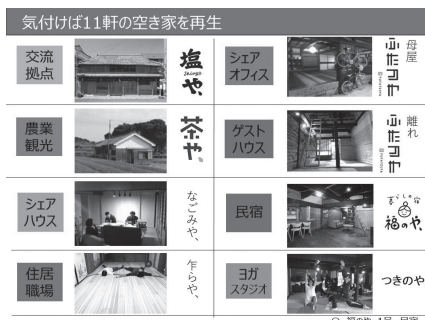 気付けば11軒の空き家を再生
交流
拠点
塩や、
shioya
シェア
オフィス
母屋
ふたつや
農業
観光
茶や。
ゲスト
ハウス
離れ
ふたつや
シェア
ハウス
なごみや、
民宿
まちの宿
福のや、
住居
職場
乍らや、
ヨガ
スタジオ
つきのや